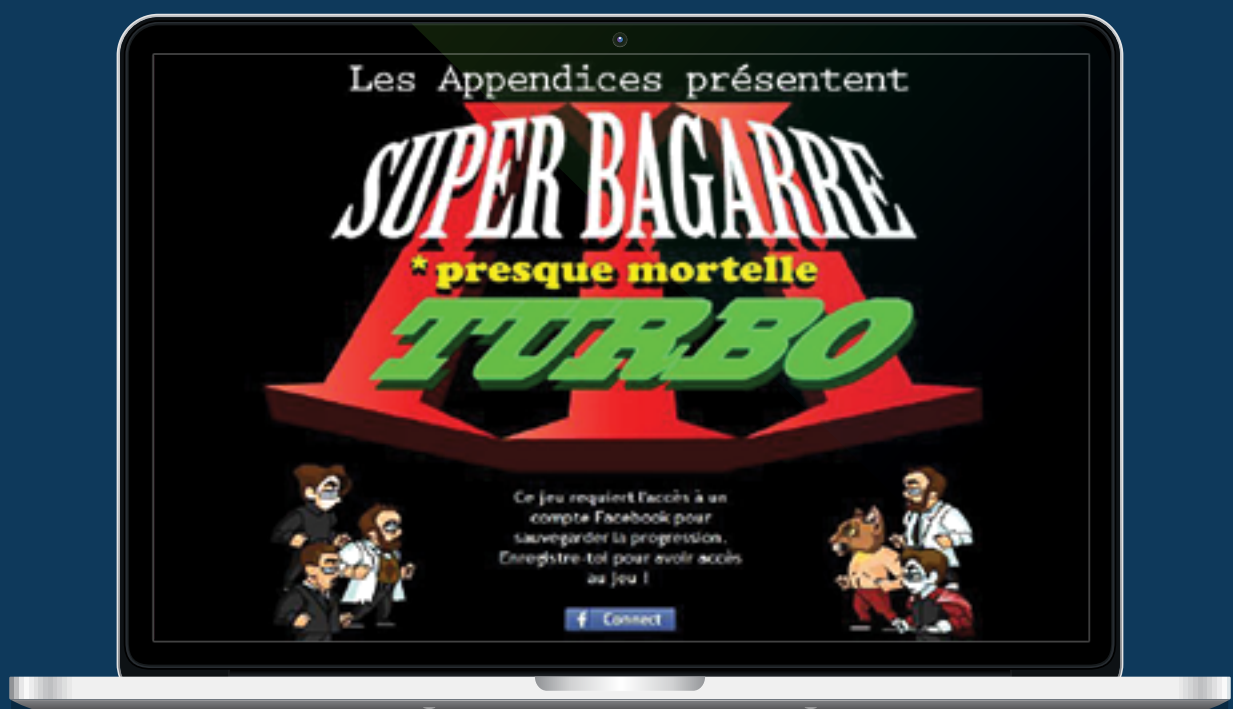 Les Appendices présentent
SUPER BAGARRE
* presque mortelle
TURBO
Ce jeu requiert l'accès à un
compte Facebook pour
sauvegarder la progression.
Enregistre-toi pour avoir accès
au jeu !
f Connect